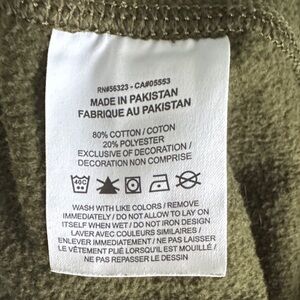 RN#56323 - CA#05553
MADE IN PAKISTAN
FABRIQUE AU PAKISTAN
80% COTTON / COTON
20% POLYESTER
EXCLUSIVE OF DECORATION /
DECORATION NON COMPRISE
40C
WASH WITH LIKE COLORS / REMOVE
IMMEDIATELY / DO NOT ALLOW TO LAY ON
ITSELF WHEN WET / DO NOT IRON DESIGN
LAVER AVEC COULEURS SIMILAIRES /
ENLEVER IMMEDIATEMENT / NE PAS LAISSER
LE VÊTEMENT PLIÉ LORSQU'IL EST MOUILLÉ /
NE PAS REPASSER LE DESSIN